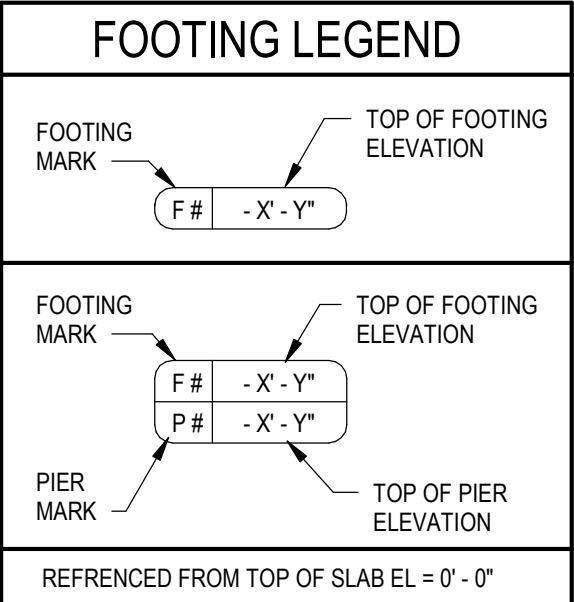 FOOTING LEGEND
FOOTING
MARK
TOP OF FOOTING
ELEVATION
F # - X' - Y"
FOOTING
MARK
TOP OF FOOTING
ELEVATION
F # - X' - Y"
P # - X' - Y"
PIER
MARK
TOP OF PIER
ELEVATION
REFRENCED FROM TOP OF SLAB EL = 0' - 0"